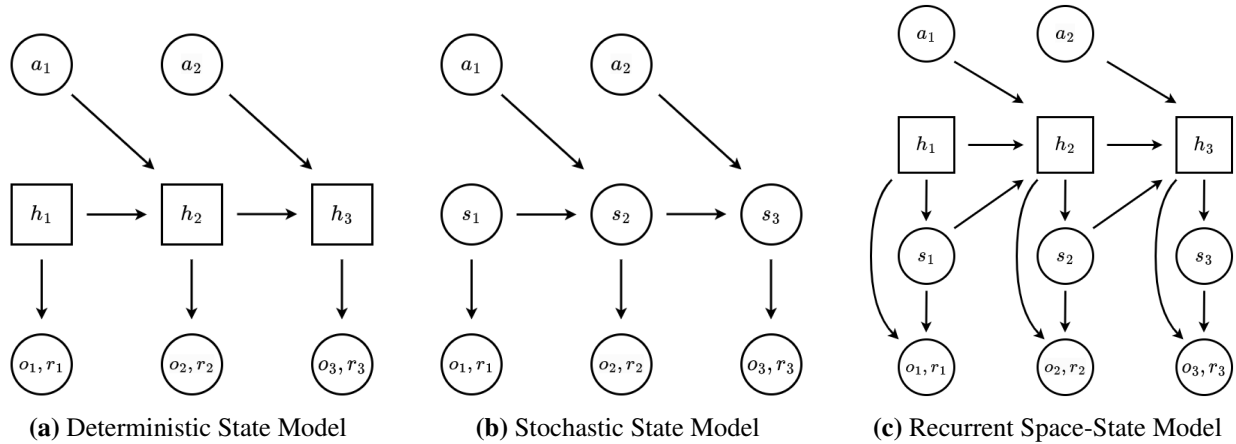 a₁ a₂
h₁ h₂ h₃
o₁, r₁ o₂, r₂ o₃, r₃
(a) Deterministic State Model
a₁ a₂
s₁ s₂ s₃
o₁, r₁ o₂, r₂ o₃, r₃
(b) Stochastic State Model
a₁ a₂
h₁ h₂ h₃
s₁ s₂ s₃
o₁, r₁ o₂, r₂ o₃, r₃
(c) Recurrent Space-State Model